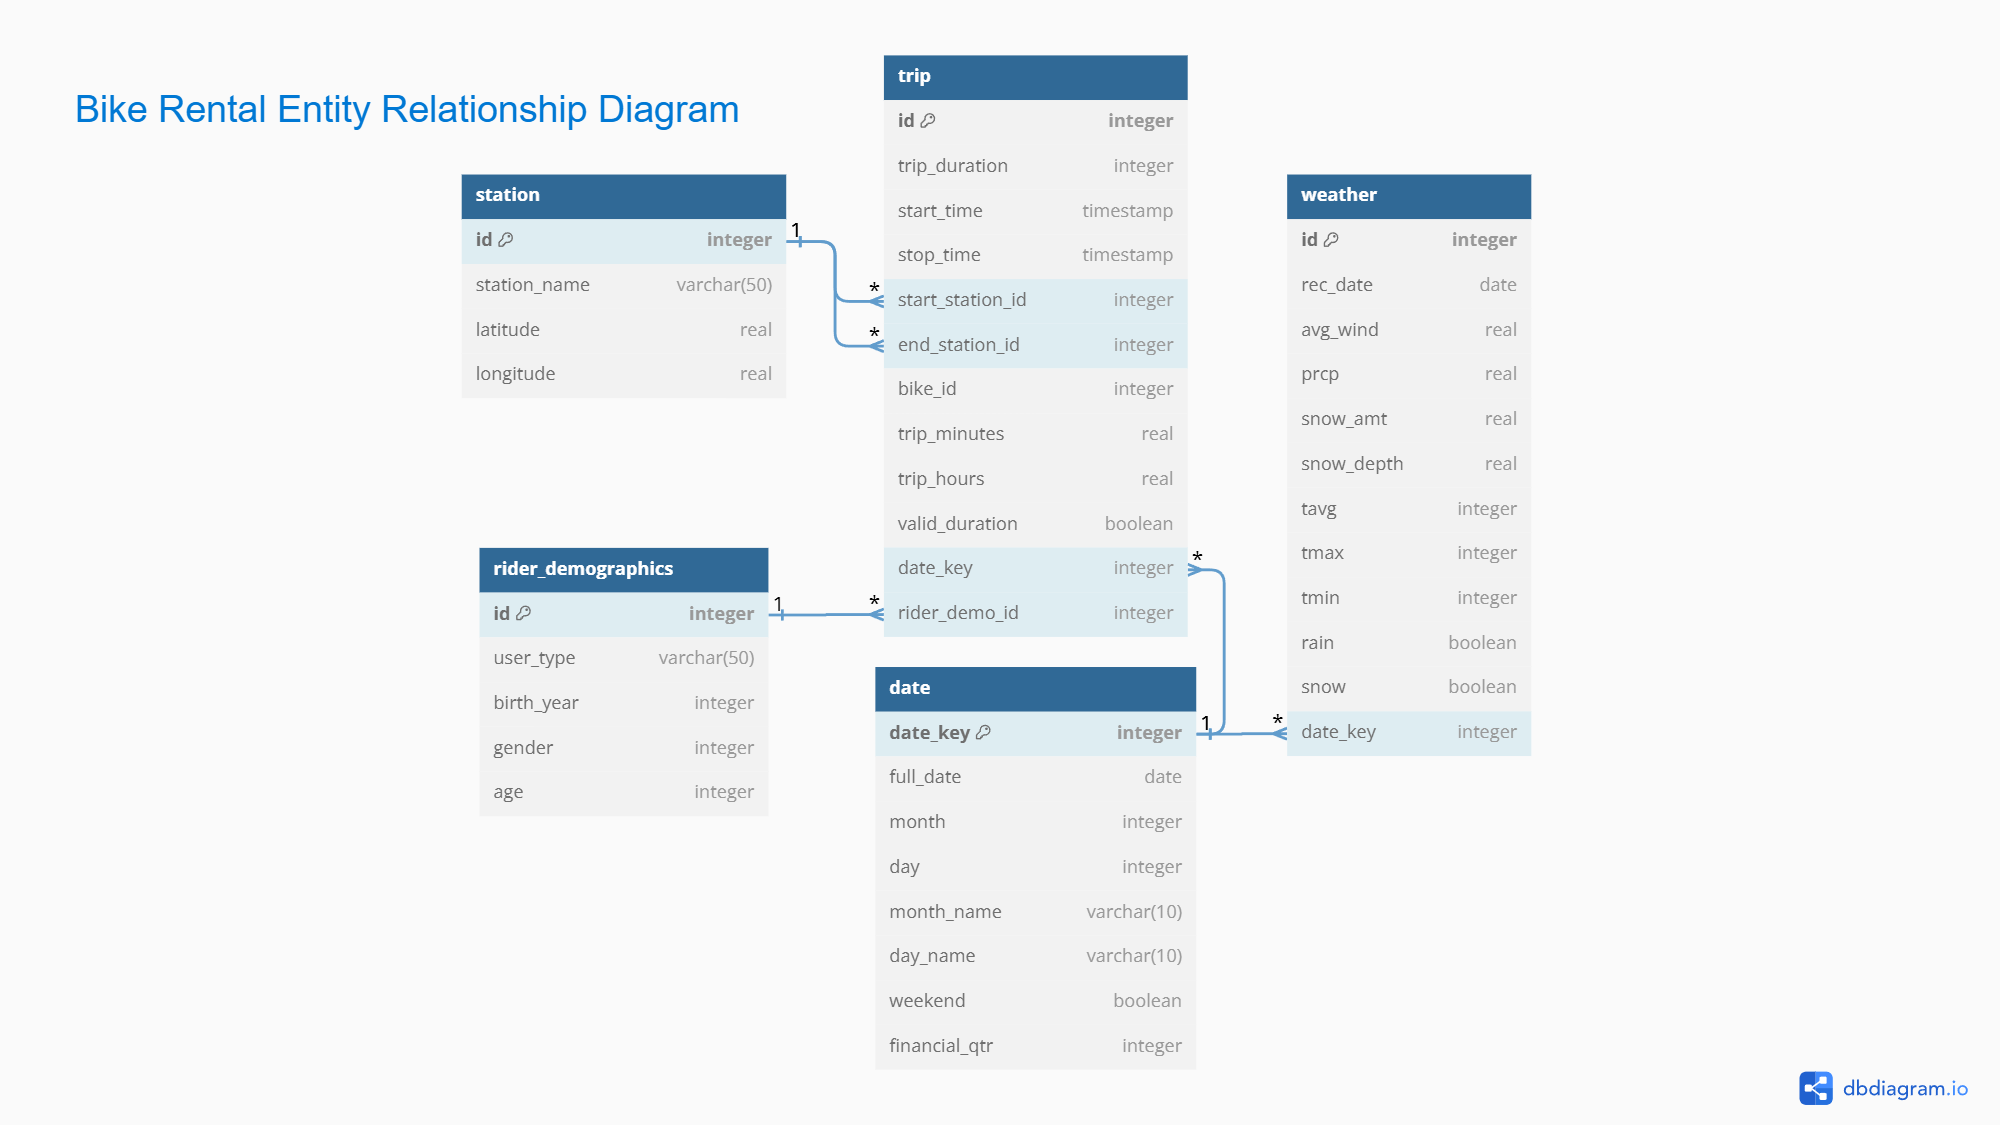 Bike Rental Entity Relationship Diagram
station
id integer
station_name varchar(50)
latitude real
longitude real
1
*
*
trip
id integer
trip_duration integer
start_time timestamp
stop_time timestamp
start_station_id integer
end_station_id integer
bike_id integer
trip_minutes real
trip_hours real
valid_duration boolean
date_key integer
rider_demo_id integer
*
weather
id integer
rec_date date
avg_wind real
prcp real
snow_amt real
snow_depth real
tavg integer
tmax integer
tmin integer
rain boolean
snow boolean
date_key integer
rider_demographics
id integer
user_type varchar(50)
birth_year integer
gender integer
age integer
1
*
date
date_key integer
full_date date
month integer
day integer
month_name varchar(10)
day_name varchar(10)
weekend boolean
financial_qtr integer
1
*
dbdiagram.io